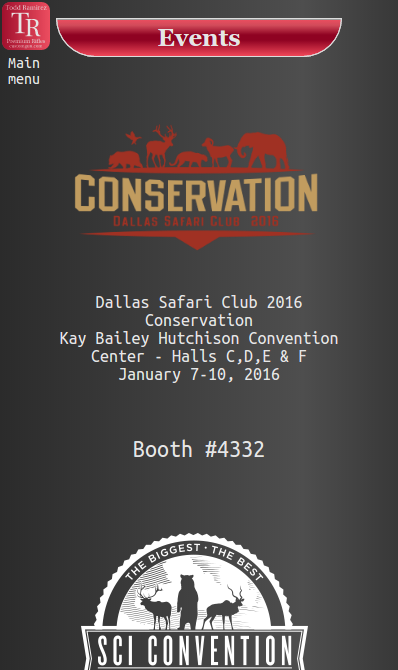 Todd Ramirez
TR
Premium Rifles
Main
menu
Events
CONSERVATION
DALLAS SAFARI CLUB 2016
Dallas Safari Club 2016
Conservation
Kay Bailey Hutchison Convention
Center - Halls C,D,E & F
January 7-10, 2016
Booth #4332
THE BIGGEST · THE BEST
SCI CONVENTION